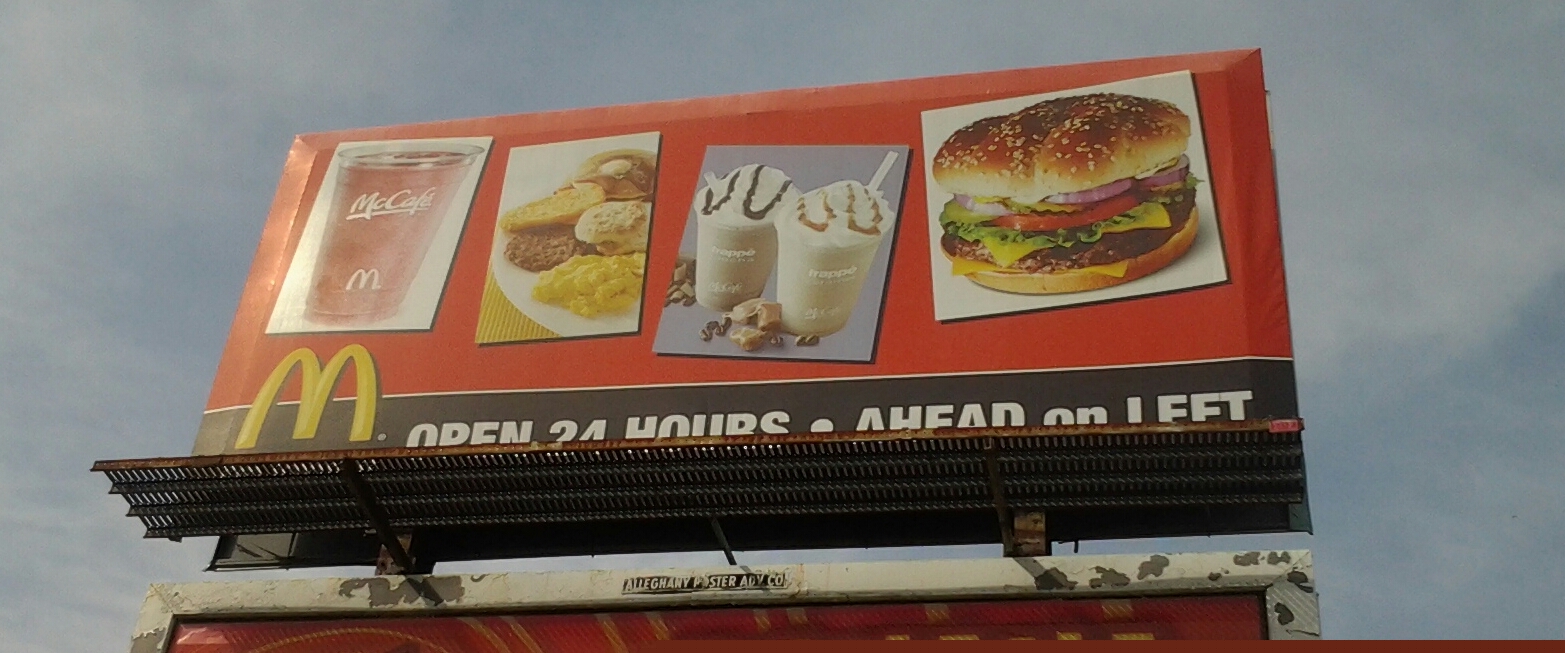 McCafé
M
frappé
McCafé
frappé
McCafé
M
OPEN 24 HOURS • AHEAD on LEFT
ALLEGHANY POSTER ADV CO